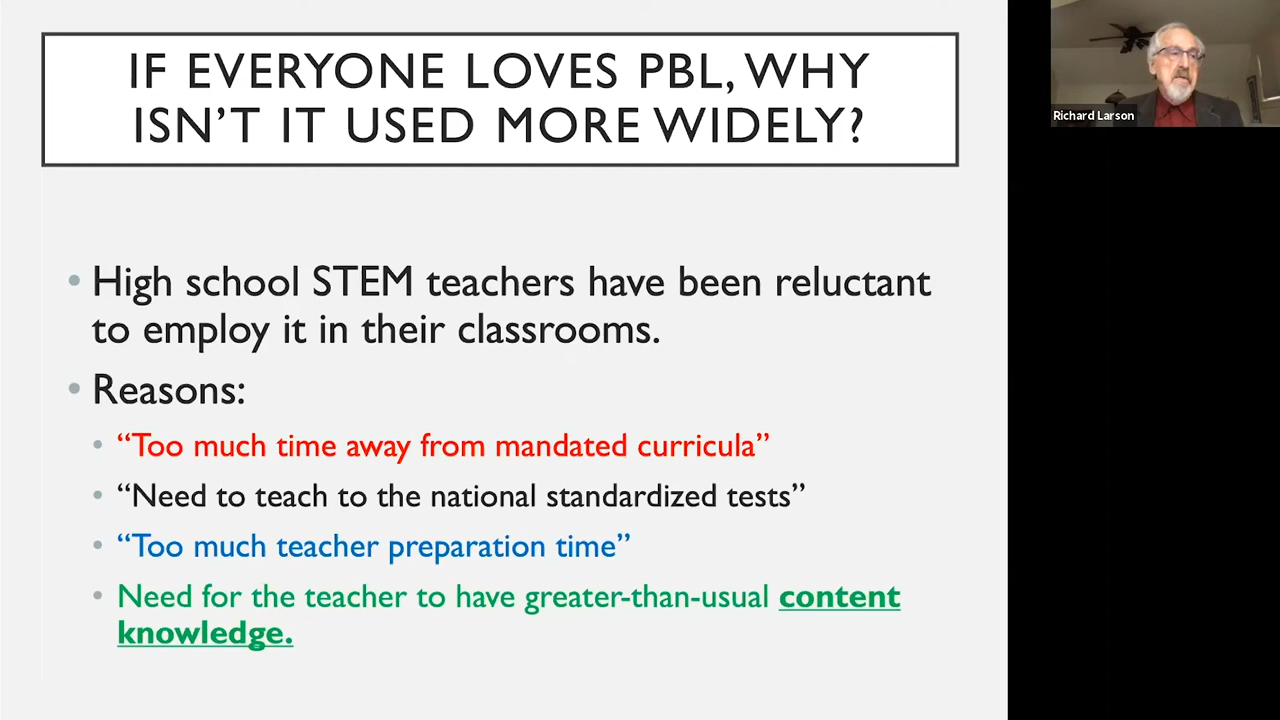 IF EVERYONE LOVES PBL, WHY
ISN’T IT USED MORE WIDELY?
Richard Larson
• High school STEM teachers have been reluctant
to employ it in their classrooms.
• Reasons:
• “Too much time away from mandated curricula”
• “Need to teach to the national standardized tests”
• “Too much teacher preparation time”
• Need for the teacher to have greater-than-usual content
knowledge.